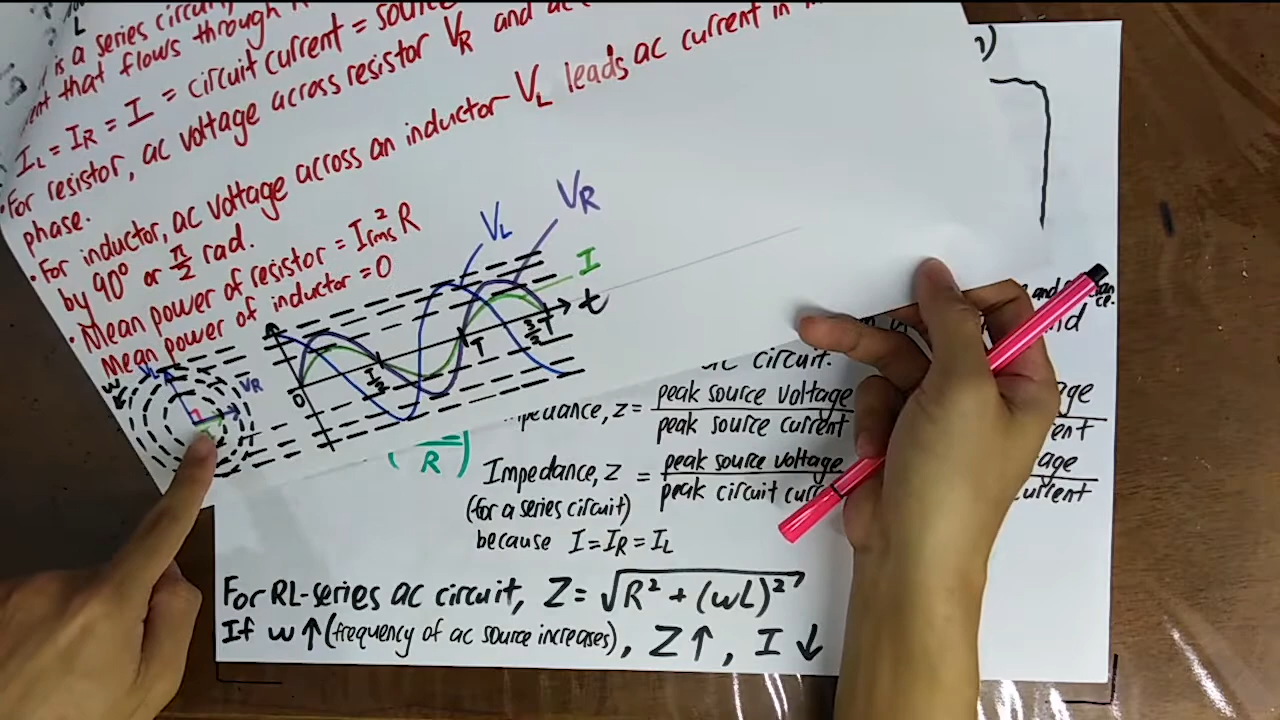 L
is a series circuit
that flows through
I_L = I_R = I = circuit current = source
• For resistor, ac voltage across resistor V_R and ac
phase.
• For inductor, ac voltage across an inductor V_L leads ac current in
by 90° or π/2 rad.
• Mean power of resistor = I_rms² R
Mean power of inductor = 0
V_L
V_R
I
t
0
T/2
T
3/2 T
w
V_R
ac circuit.
Z = peak source voltage / peak source current
R
Impedance, Z = peak source voltage / peak circuit
(for a series circuit)
because I = I_R = I_L
and
current
For RL-series ac circuit, Z = √R² + (wL)²
If w ↑ (frequency of ac source increases), Z ↑, I ↓